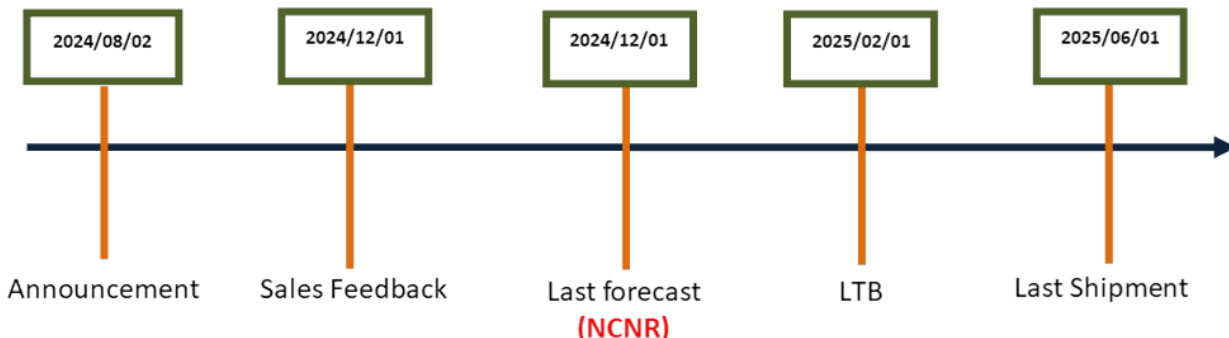 2024/08/02
2024/12/01
2024/12/01
2025/02/01
2025/06/01
Announcement
Sales Feedback
Last forecast
(NCNR)
LTB
Last Shipment